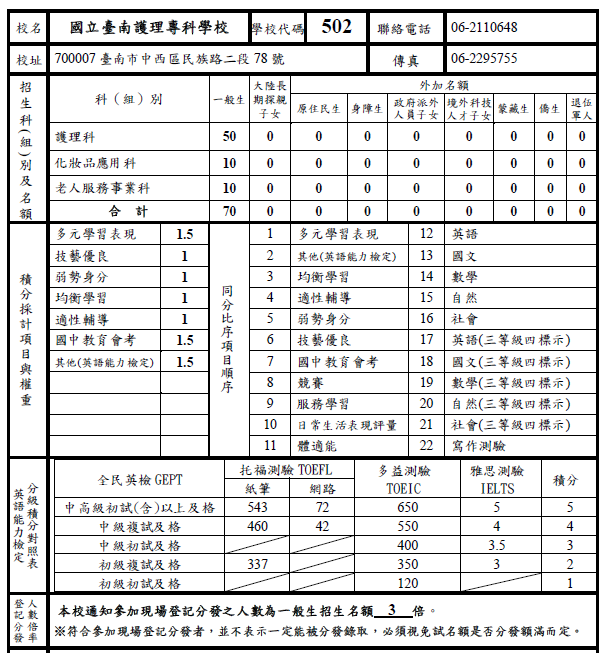 校名 國立臺南護理專科學校 學校代碼 502 聯絡電話 06-2110648
校址 700007 臺南市中西區民族路二段 78 號 傳真 06-2295755
招生科(組)別及名額 科（組）別 一般生 大陸長期探親子女 外加名額
原住民生 身障生 政府派外人員子女 境外科技人才子女 蒙藏生 僑生 退伍軍人
護理科 50 0 0 0 0 0 0 0 0
化妝品應用科 10 0 0 0 0 0 0 0 0
老人服務事業科 10 0 0 0 0 0 0 0 0
合 計 70 0 0 0 0 0 0 0 0
積分採計項目與權重 同分比序項目順序
多元學習表現 1.5 1 多元學習表現 12 英語
技藝優良 1 2 其他(英語能力檢定) 13 國文
弱勢身分 1 3 均衡學習 14 數學
均衡學習 1 4 適性輔導 15 自然
適性輔導 1 5 弱勢身分 16 社會
國中教育會考 1.5 6 技藝優良 17 英語(三等級四標示)
其他(英語能力檢定) 1.5 7 國中教育會考 18 國文(三等級四標示)
8 競賽 19 數學(三等級四標示)
9 服務學習 20 自然(三等級四標示)
10 日常生活表現評量 21 社會(三等級四標示)
11 體適能 22 寫作測驗
英語能力檢定分級積分對照表 全民英檢 GEPT 托福測驗 TOEFL 多益測驗 TOEIC 雅思測驗 IELTS 積分
紙筆 網路
中高級初試(含)以上及格 543 72 650 5 5
中級複試及格 460 42 550 4 4
中級初試及格 400 3.5 3
初級複試及格 337 350 3 2
初級初試及格 120 1
登記分發人數倍率 本校通知參加現場登記分發之人數為一般生招生名額 3 倍。
※符合參加現場登記分發者，並不表示一定能被分發錄取，必須視免試名額是否分發額滿而定。